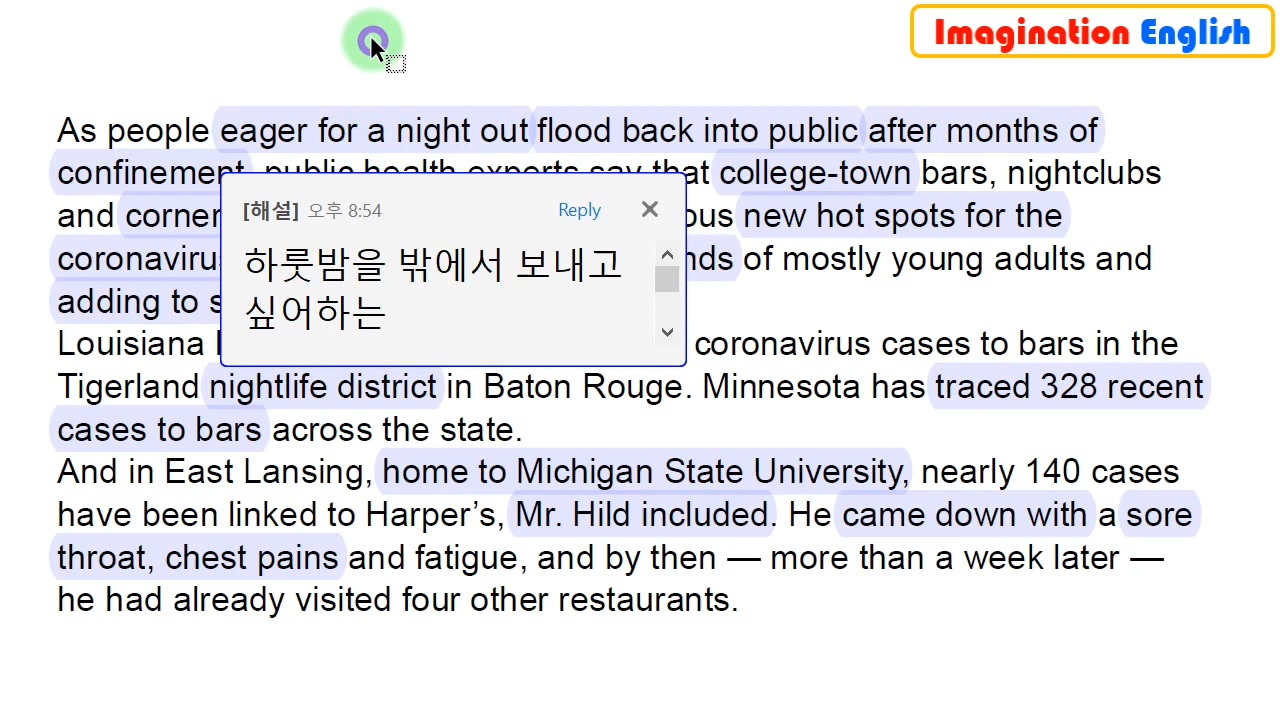 Imagination English
As people eager for a night out flood back into public after months of
confinement, public health experts say that college-town bars, nightclubs
and corner ous new hot spots for the
coronavirus nds of mostly young adults and
adding to s
Louisiana coronavirus cases to bars in the
Tigerland nightlife district in Baton Rouge. Minnesota has traced 328 recent
cases to bars across the state.
And in East Lansing, home to Michigan State University, nearly 140 cases
have been linked to Harper’s, Mr. Hild included. He came down with a sore
throat, chest pains and fatigue, and by then — more than a week later —
he had already visited four other restaurants.
[해설] 오후 8:54 Reply
하룻밤을 밖에서 보내고
싶어하는